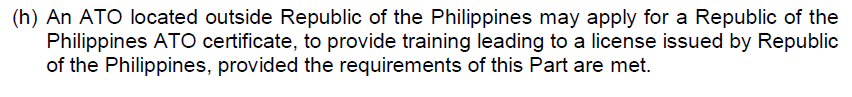 (h) An ATO located outside Republic of the Philippines may apply for a Republic of the
Philippines ATO certificate, to provide training leading to a license issued by Republic
of the Philippines, provided the requirements of this Part are met.